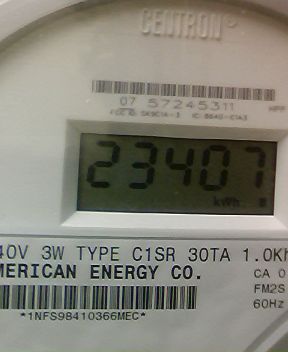 CENTRON®
07 57245311
23407
kWh
40V 3W TYPE C1SR 30TA 1.0Kh
MERICAN ENERGY CO.
CA 0
FM2S
60Hz
*1NFS98410366MEC*